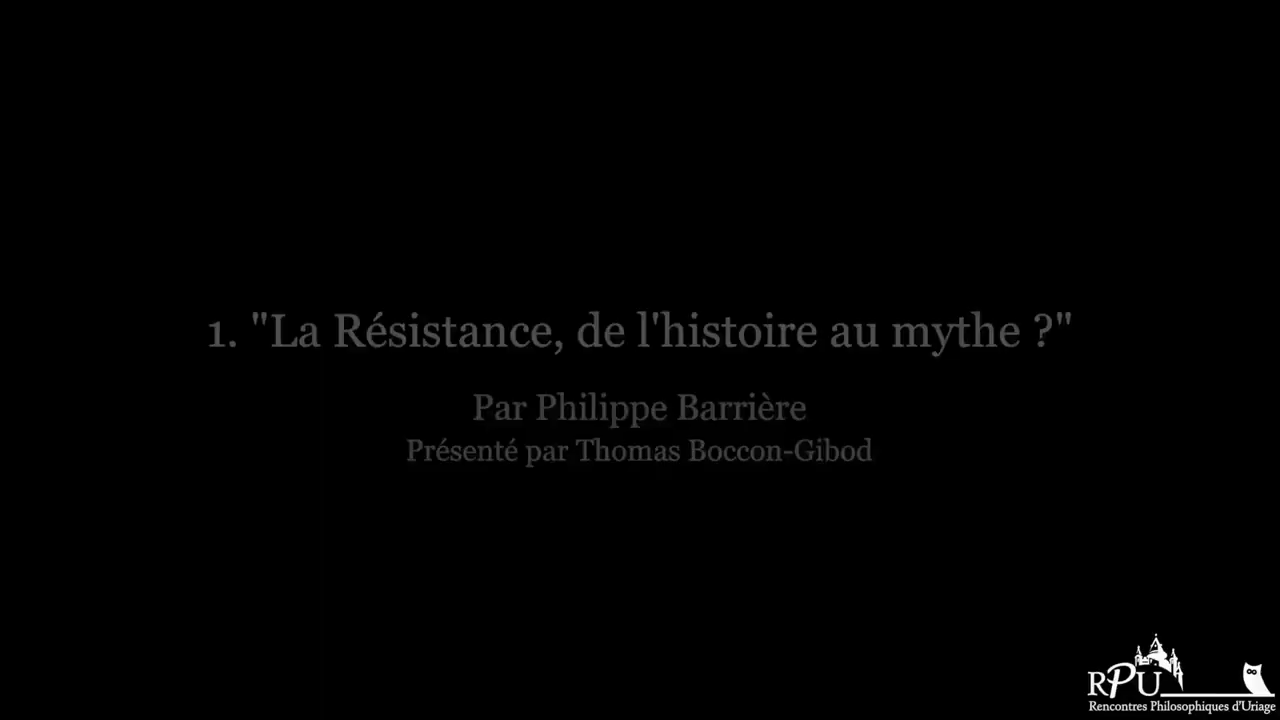 1. "La Résistance, de l'histoire au mythe ?"
Par Philippe Barrière
Présenté par Thomas Boccon-Gibod
RPU
Rencontres Philosophiques d'Uriage